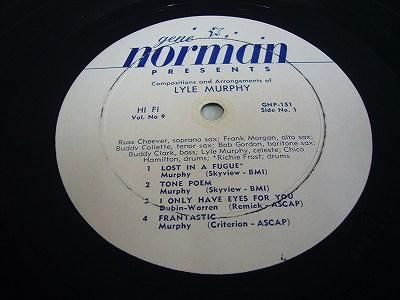 gene
norman
PRESENTS
Compositions and Arrangements of
LYLE MURPHY
HI FI
Vol. No 9
GNP-151
Side No. 1
Russ Cheever, soprano sax; Frank Morgan, alto sax;
Buddy Collette, tenor sax; Bob Gordon, baritone sax;
Buddy Clark, bass; Lyle Murphy, celeste; Chico
Hamilton, drums; *Richie Frost; drums
1 LOST IN A FUGUE*
Murphy (Skyview - BMI)
2 TONE POEM
Murphy (Skyview - BMI)
3 I ONLY HAVE EYES FOR YOU
Dubin-Warren (Remick - ASCAP)
4 FRANTASTIC
Murphy (Criterion - ASCAP)